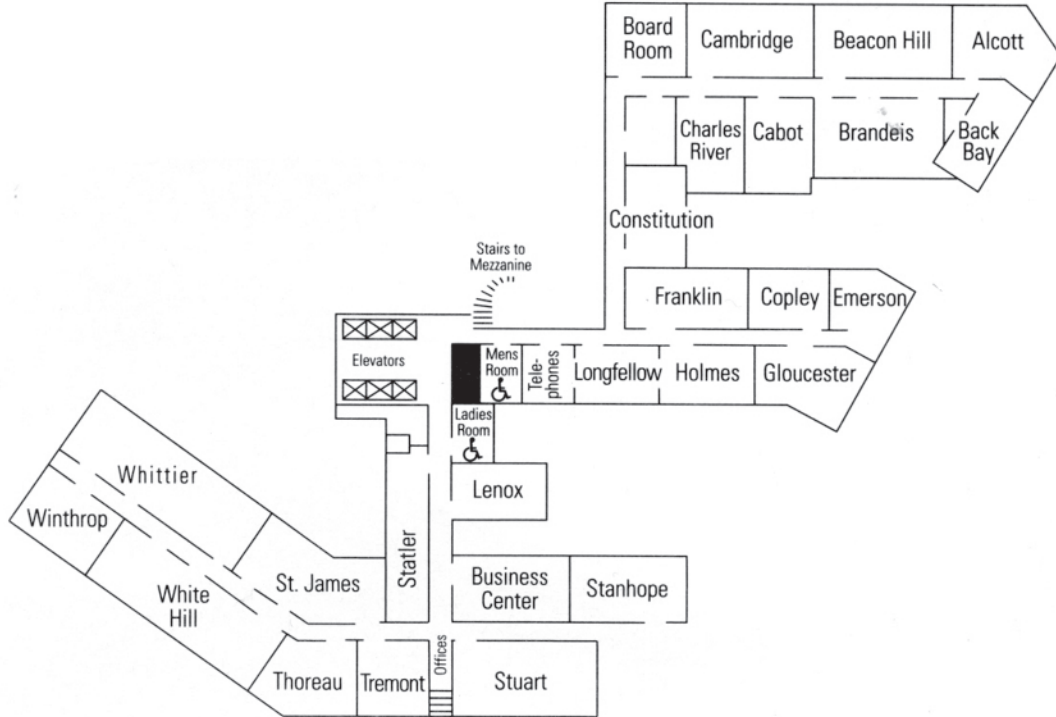 Board
Room
Cambridge
Beacon Hill
Alcott
Charles
River
Cabot
Brandeis
Back
Bay
Constitution
Stairs to
Mezzanine
Franklin
Copley
Emerson
Elevators
Mens
Room
Tele-
phones
Longfellow
Holmes
Gloucester
Ladies
Room
Whittier
Lenox
Winthrop
Statler
White
Hill
St. James
Business
Center
Stanhope
Offices
Thoreau
Tremont
Stuart